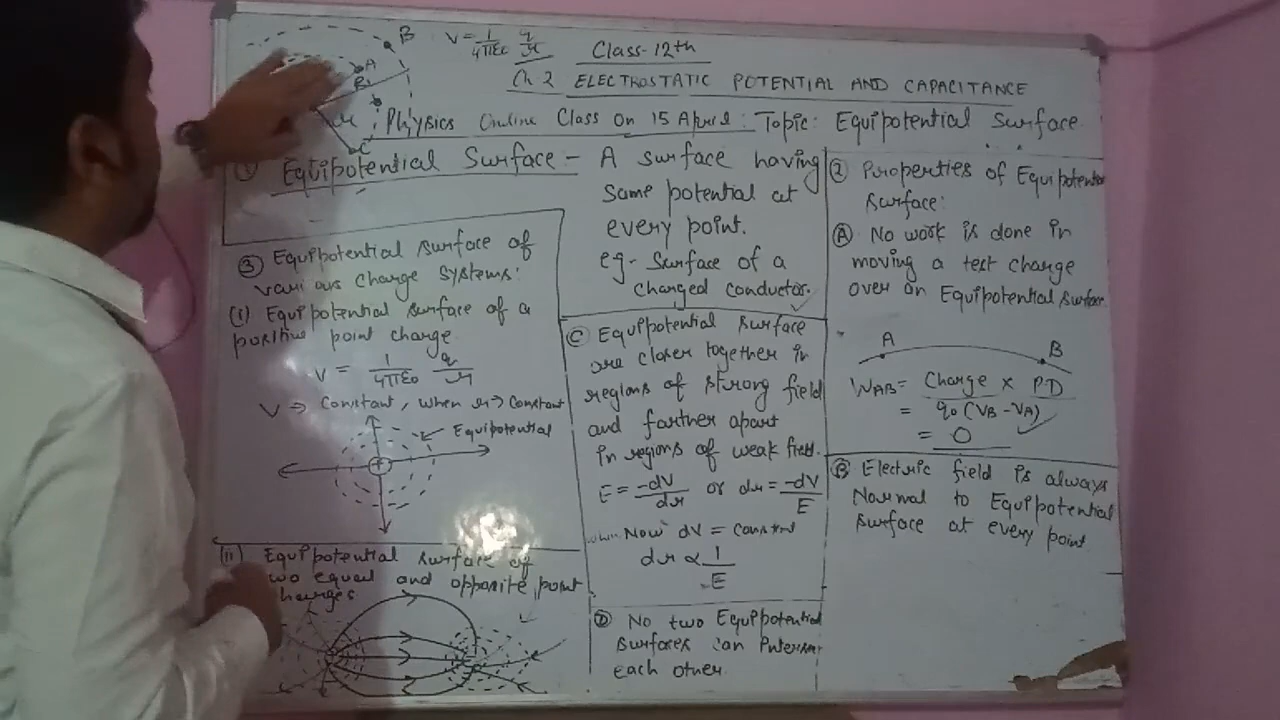 B
A
B1
r
C
V = 1/4πε0 q/r
Class-12th
Ch 2 ELECTROSTATIC POTENTIAL AND CAPACITANCE
Physics Online Class on 15 April: Topic: Equipotential Surface
① Equipotential Surface - A surface having
same potential at
every point.
eg- Surface of a
charged conductor.
② Properties of Equipotential
surface:
Ⓐ No work is done in
moving a test charge
over an Equipotential surface
A B
WAB = Charge × PD
= q0 (VB - VA)
= 0
Ⓑ Electric field is always
Normal to Equipotential
surface at every point
Ⓒ Equipotential surface
are closer together in
regions of strong field
and farther apart
in regions of weak field.
E = -dV/dr or dr = -dV/E
Now dV = constant
dr ∝ 1/E
Ⓓ No two Equipotential
surfaces can
each other
③ Equipotential surface of
various charge systems:
(i) Equipotential surface of a
positive point charge
V = 1/4πε0 q/r
V → constant, when r → constant
Equipotential
+
(ii) Equipotential surface of
two equal and opposite point
charges